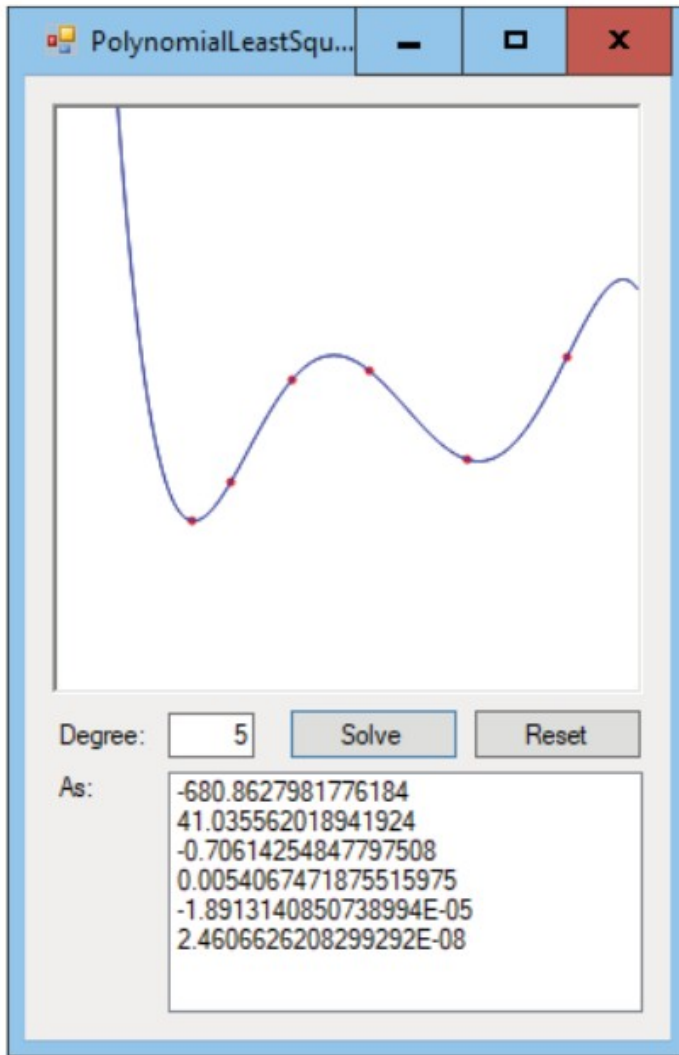 PolynomialLeastSqu...
Degree: 5 Solve Reset
As:
-680.8627981776184
41.035562018941924
-0.70614254847797508
0.0054067471875515975
-1.8913140850738994E-05
2.4606626208299292E-08